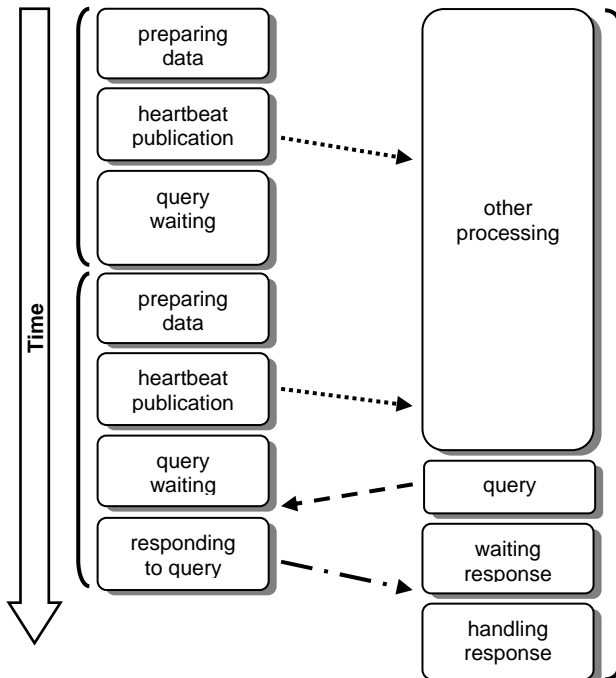 Time
preparing
data
heartbeat
publication
query
waiting
preparing
data
heartbeat
publication
query
waiting
responding
to query
other
processing
query
waiting
response
handling
response